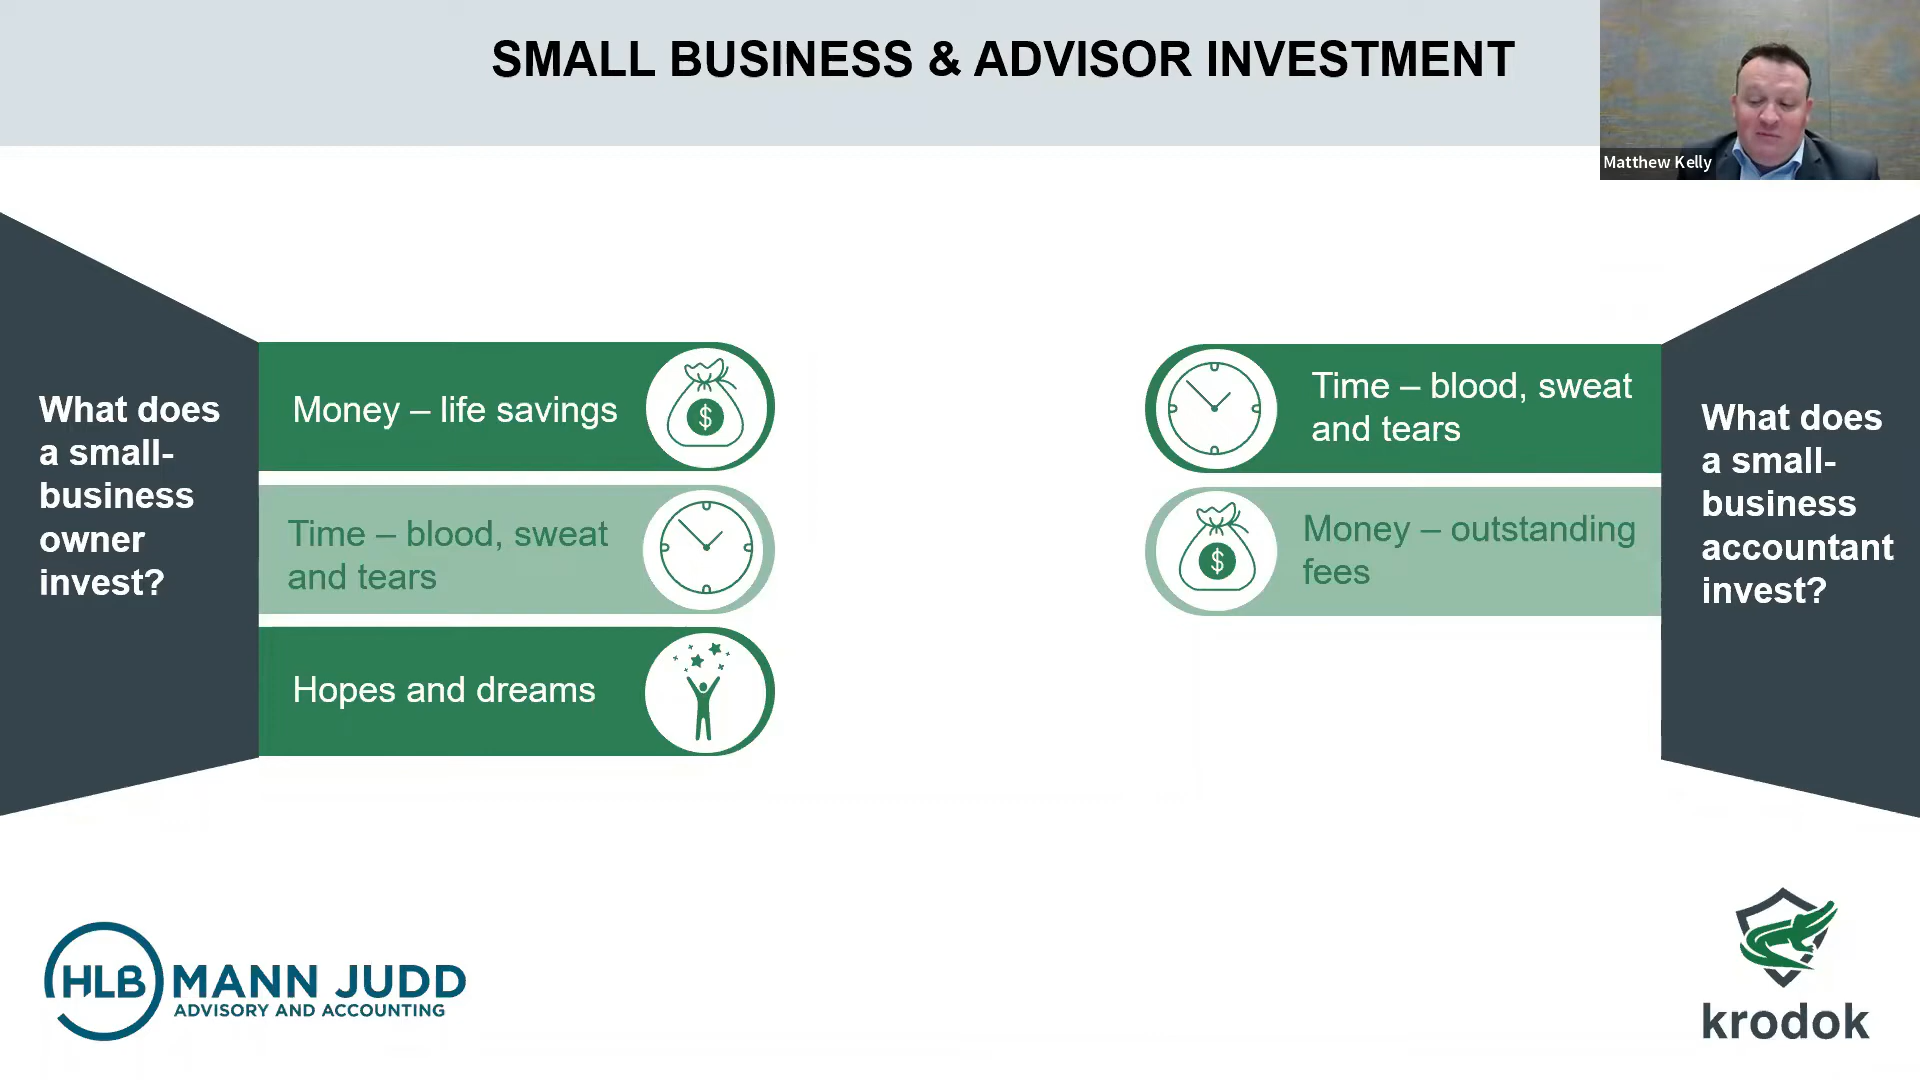 SMALL BUSINESS & ADVISOR INVESTMENT
Matthew Kelly
What does
a small-
business
owner
invest?
Money – life savings
$
Time – blood, sweat
and tears
Hopes and dreams
Time – blood, sweat
and tears
Money – outstanding
fees
$
What does
a small-
business
accountant
invest?
HLB MANN JUDD
ADVISORY AND ACCOUNTING
krodok